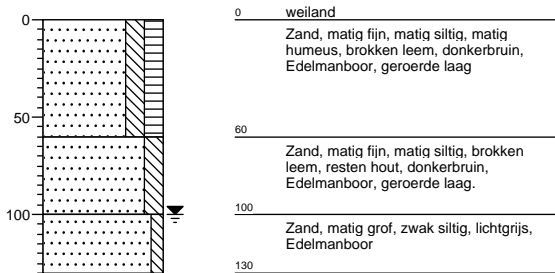 0
50
100
0 weiland
Zand, matig fijn, matig siltig, matig
humeus, brokken leem, donkerbruin,
Edelmanboor, geroerde laag
60
Zand, matig fijn, matig siltig, brokken
leem, resten hout, donkerbruin,
Edelmanboor, geroerde laag.
100
Zand, matig grof, zwak siltig, lichtgrijs,
Edelmanboor
130